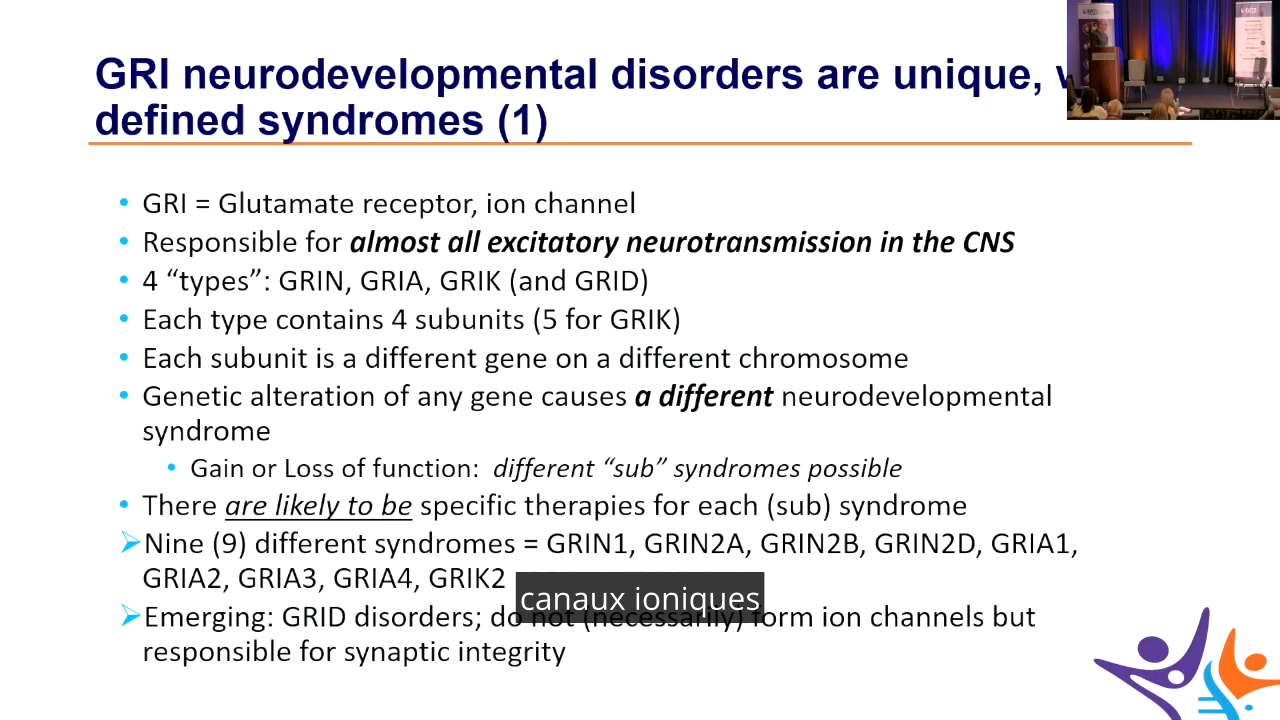 GRI neurodevelopmental disorders are unique,
defined syndromes (1)
• GRI = Glutamate receptor, ion channel
• Responsible for almost all excitatory neurotransmission in the CNS
• 4 “types”: GRIN, GRIA, GRIK (and GRID)
• Each type contains 4 subunits (5 for GRIK)
• Each subunit is a different gene on a different chromosome
• Genetic alteration of any gene causes a different neurodevelopmental
syndrome
• Gain or Loss of function: different “sub” syndromes possible
• There are likely to be specific therapies for each (sub) syndrome
➢Nine (9) different syndromes = GRIN1, GRIN2A, GRIN2B, GRIN2D, GRIA1,
GRIA2, GRIA3, GRIA4, GRIK2
canaux ioniques
➢Emerging: GRID disorders; do not (necessarily) form ion channels but
responsible for synaptic integrity